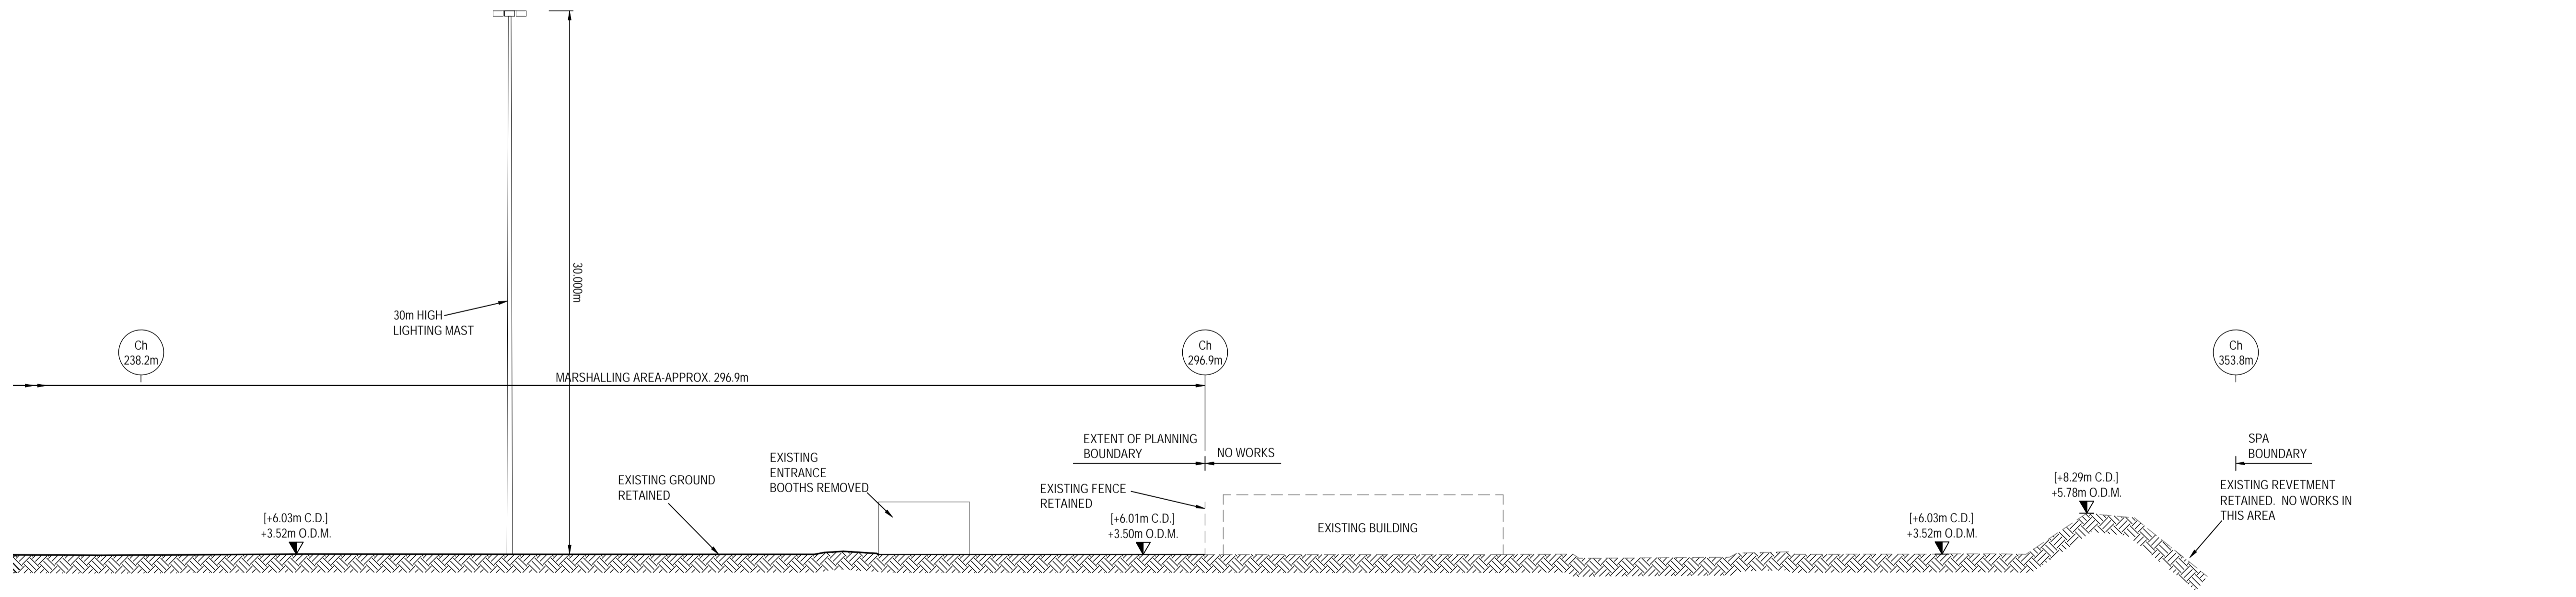 30.000m
30m HIGH
LIGHTING MAST
Ch
238.2m
Ch
296.9m
Ch
353.8m
MARSHALLING AREA-APPROX. 296.9m
EXTENT OF PLANNING
BOUNDARY
NO WORKS
SPA
BOUNDARY
EXISTING
ENTRANCE
BOOTHS REMOVED
EXISTING GROUND
RETAINED
EXISTING FENCE
RETAINED
[+8.29m C.D.]
+5.78m O.D.M.
EXISTING REVETMENT
RETAINED. NO WORKS IN
THIS AREA
[+6.03m C.D.]
+3.52m O.D.M.
[+6.01m C.D.]
+3.50m O.D.M.
EXISTING BUILDING
[+6.03m C.D.]
+3.52m O.D.M.